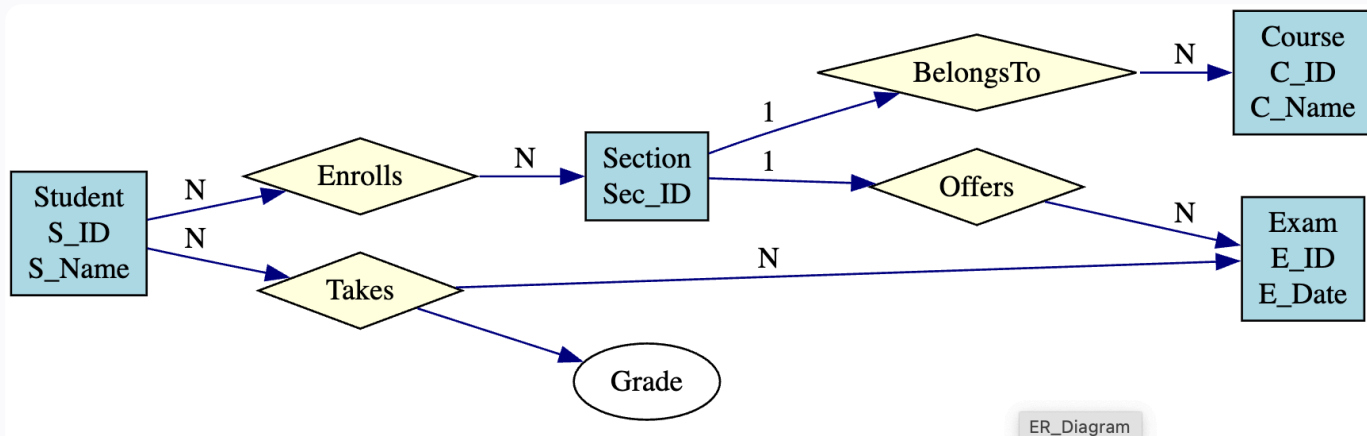 Course
C_ID
C_Name
BelongsTo
N
1
Enrolls
N
Section
Sec_ID
1
Offers
N
Student
S_ID
S_Name
N
N
Takes
N
Exam
E_ID
E_Date
Grade
ER_Diagram